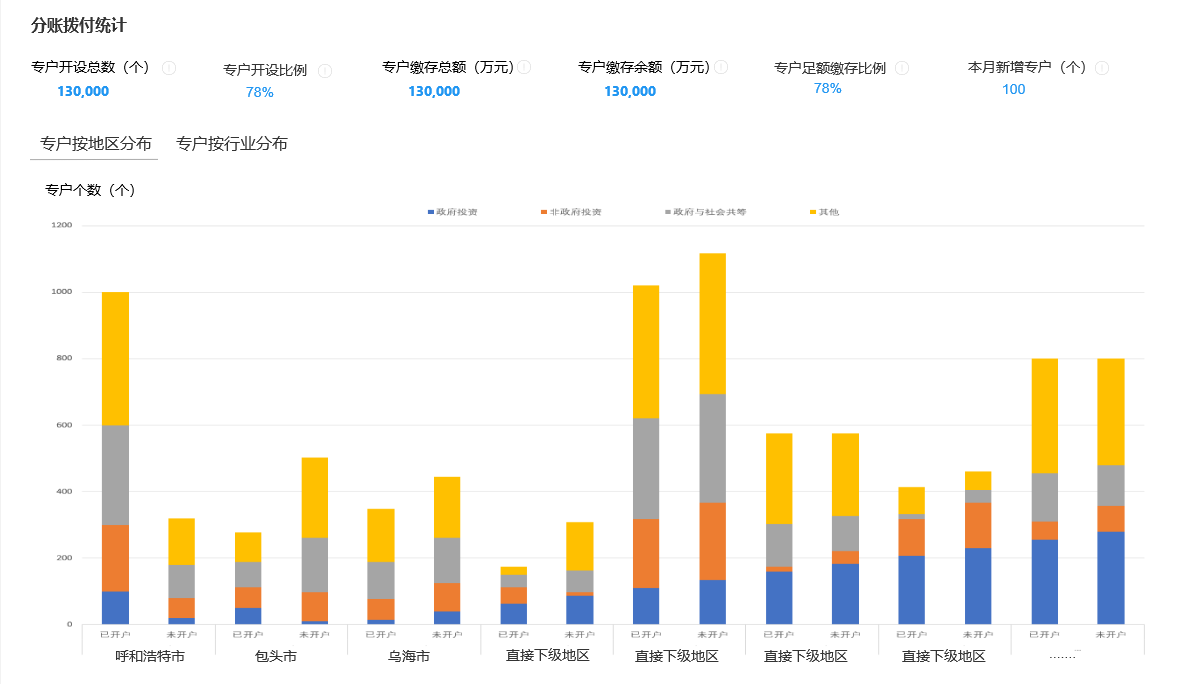 分账拨付统计
专户开设总数（个） 专户开设比例 专户缴存总额（万元） 专户缴存余额（万元） 专户足额缴存比例 本月新增专户（个）
130,000 78% 130,000 130,000 78% 100
专户按地区分布 专户按行业分布
专户个数（个）
政府投资 非政府投资 政府与社会共筹 其他
1200
1000
800
600
400
200
0
已开户 未开户 已开户 未开户 已开户 未开户 已开户 未开户 已开户 未开户 已开户 未开户 已开户 未开户 已开户 未开户
呼和浩特市 包头市 乌海市 直接下级地区 直接下级地区 直接下级地区 直接下级地区 .......